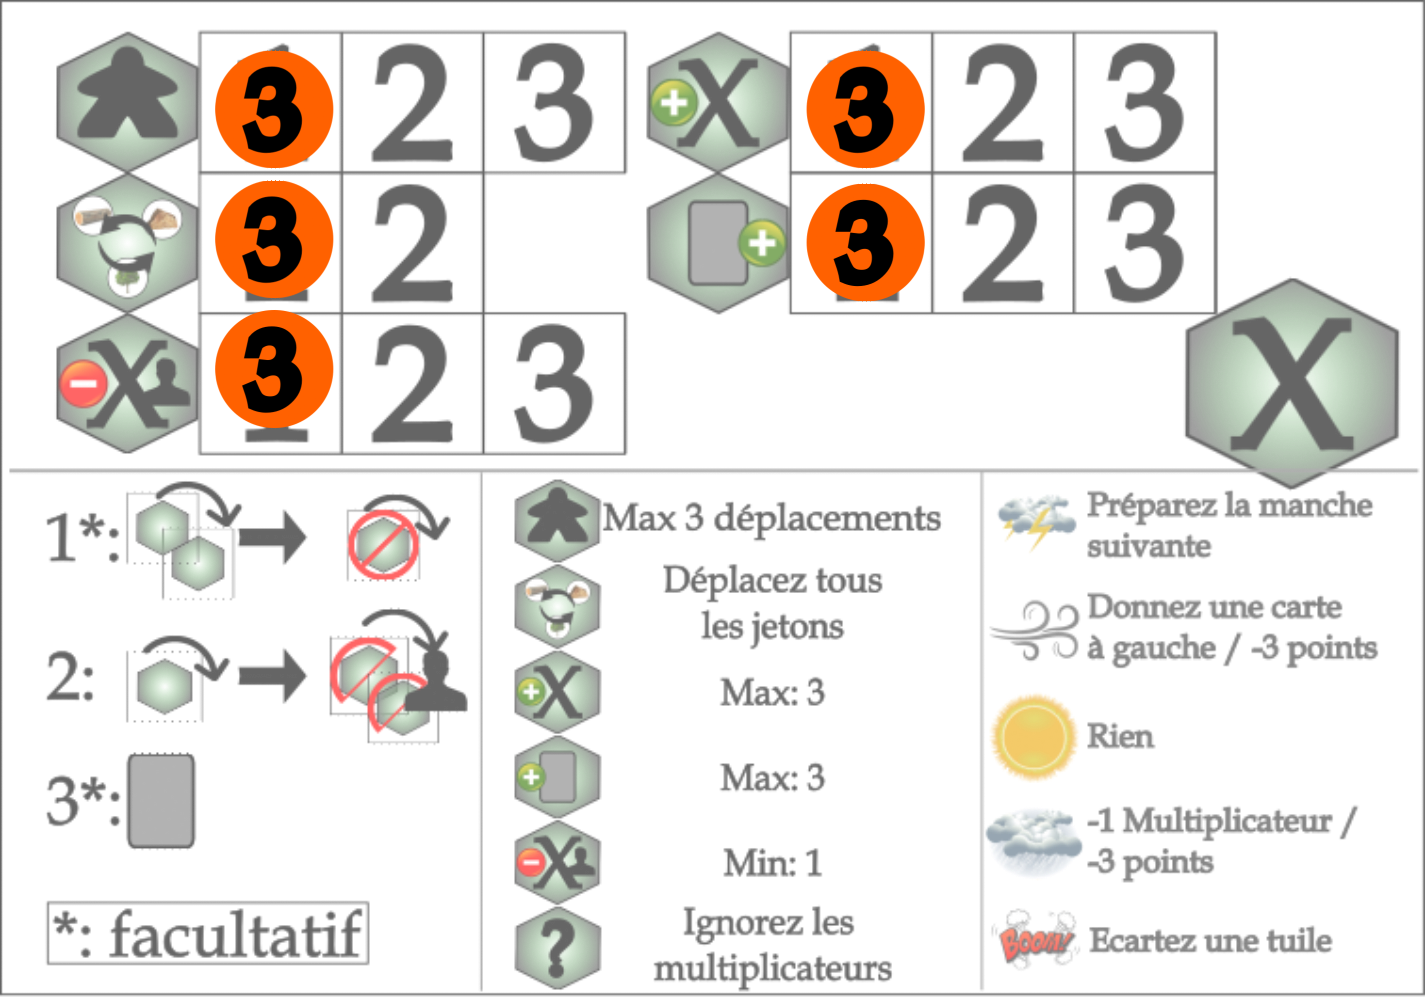 3 2 3
3 2
3 2 3
X 3 2 3
3 2 3
X
X
1*:
2:
3*:
*: facultatif
Max 3 déplacements
Déplacez tous
les jetons
X Max: 3
Max: 3
X Min: 1
? Ignorez les
multiplicateurs
Préparez la manche
suivante
Donnez une carte
à gauche / -3 points
Rien
-1 Multiplicateur /
-3 points
BOOM! Ecartez une tuile